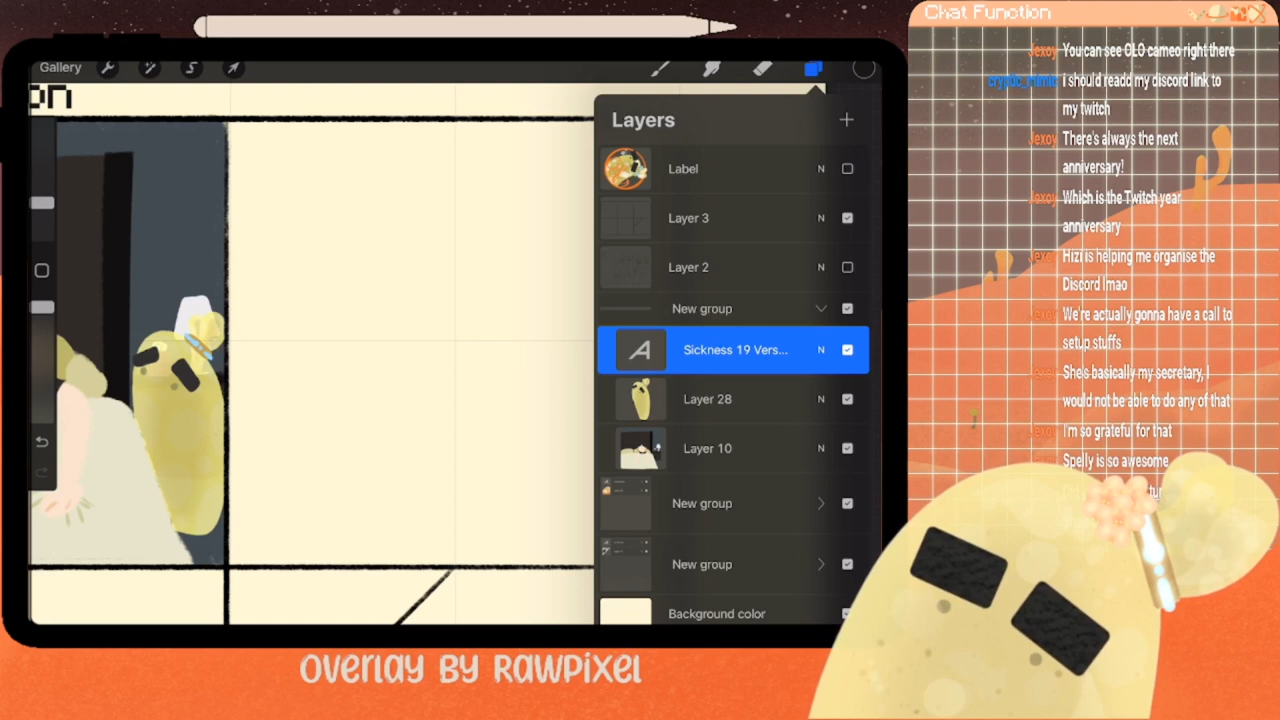 Gallery
on
Layers
Label N
Layer 3 N
Layer 2 N
New group
Sickness 19 Vers... N
Layer 28 N
Layer 10 N
New group
New group
Background color
Overlay by Rawpixel
Chat Function
Jexoy You can see OLO cameo right there
cryptic_mimic i should readd my discord link to
my twitch
Jexoy There's always the next
anniversary!
Jexoy Which is the Twitch year
anniversary
Jexoy Hizi is helping me organise the
Discord lmao
Jexoy We're actually gonna have a call to
setup stuffs
Jexoy She's basically my secretary, I
would not be able to do any of that
Jexoy I'm so grateful for that
Spelly is so awesome